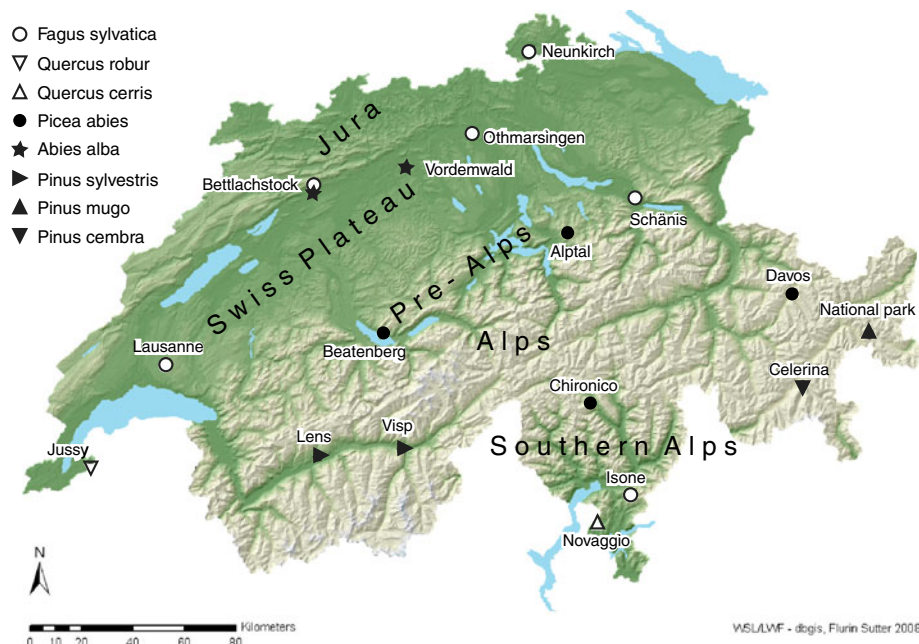 Fagus sylvatica
Quercus robur
Quercus cerris
Picea abies
Abies alba
Pinus sylvestris
Pinus mugo
Pinus cembra
Neunkirch
Othmarsingen
Jura
Vordemwald
Bettlachstock
Schänis
Swiss Plateau
Alptal
Pre- Alps
Davos
National park
Lausanne
Beatenberg
Alps
Celerina
Chironico
Visp
Lens
Southern Alps
Jussy
Isone
Novaggio
N
Kilometers
0 10 20 40 60 80
WSL/LWF - dbgis, Flurin Sutter 2008